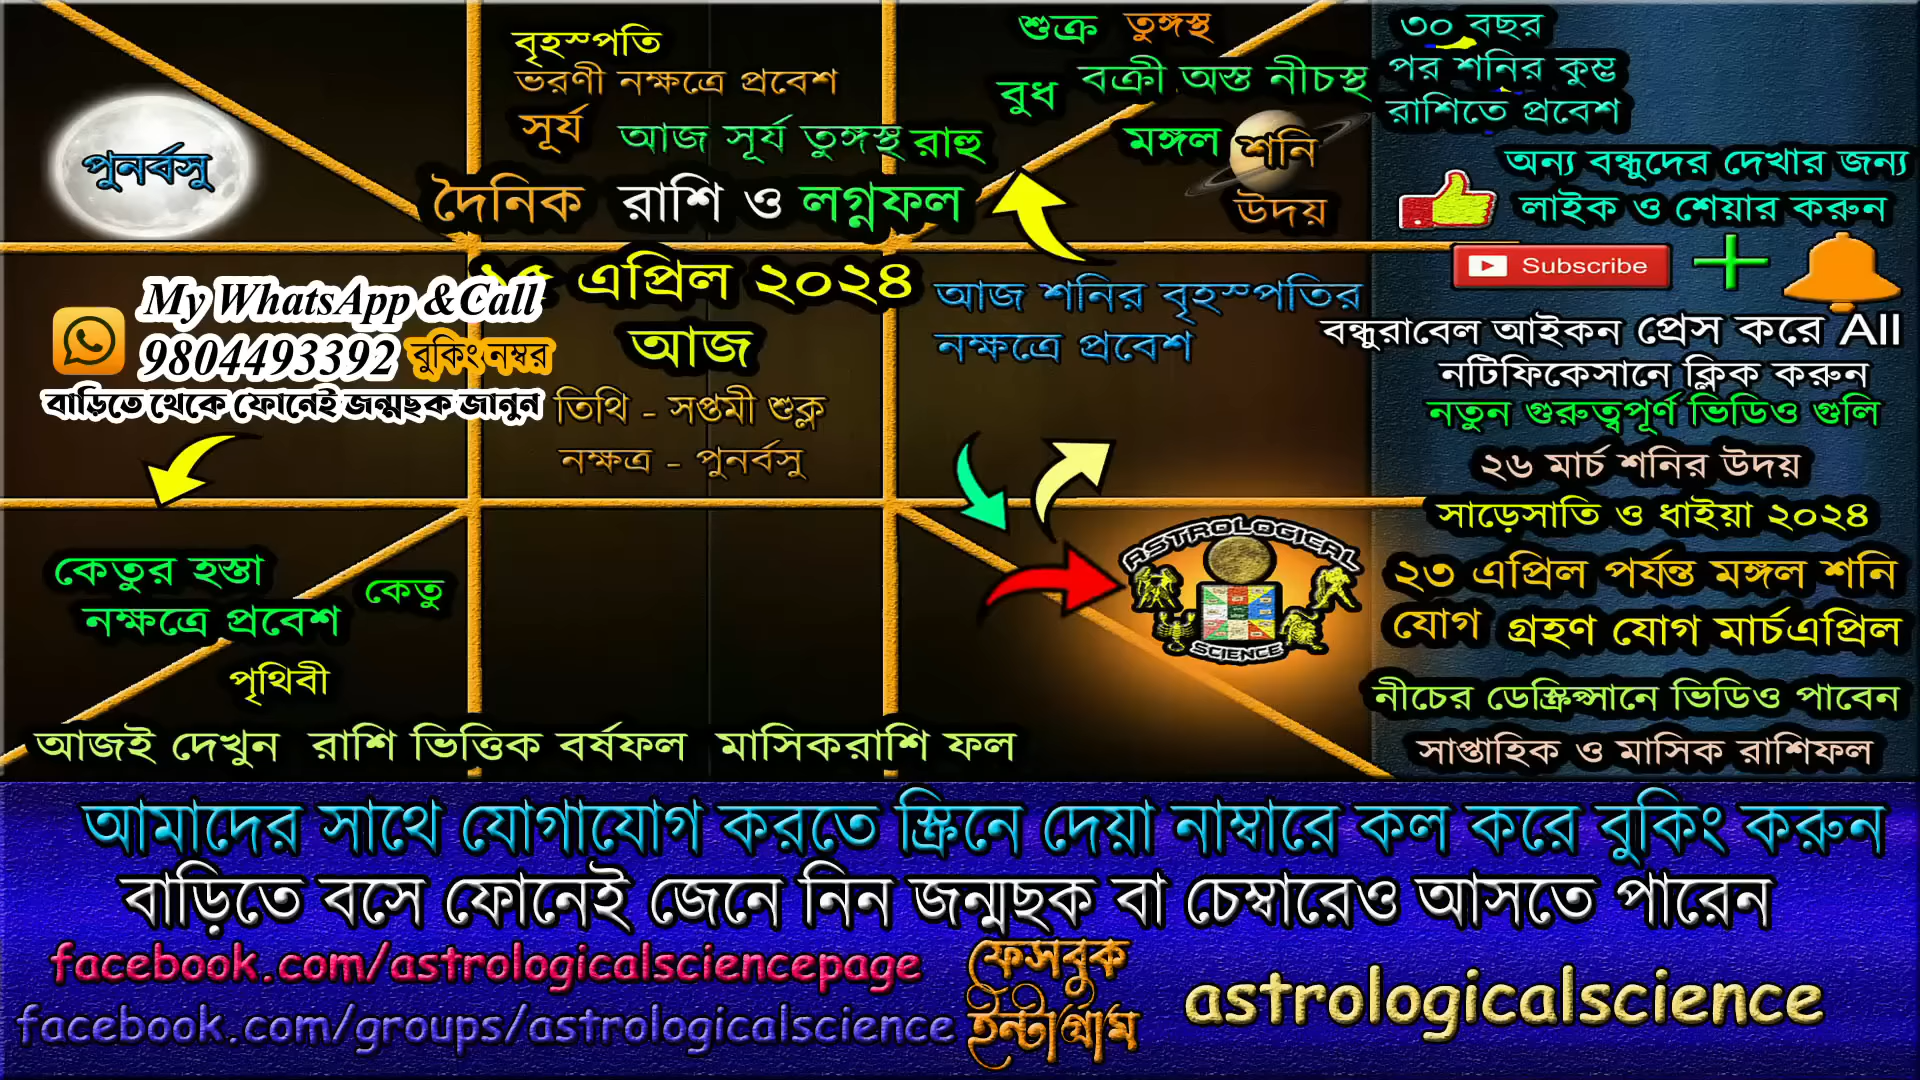 বৃহস্পতি
ভরণী নক্ষত্রে প্রবেশ
সূর্য
আজ সূর্য তুঙ্গস্থ
রাহু
শুক্র
তুঙ্গস্থ
বুধ
বক্রী অস্ত নীচস্থ
মঙ্গল
শনি
উদয়
পুনর্বসু
দৈনিক রাশি ও লগ্নফল
এপ্রিল ২০২৪
আজ
তিথি - সপ্তমী শুক্ল
নক্ষত্র - পুনর্বসু
My WhatsApp &Call
9804493392 বুকিং নম্বর
বাড়িতে থেকে ফোনেই জন্মছক জানুন
আজ শনির বৃহস্পতির
নক্ষত্রে প্রবেশ
কেতুর হস্তা
নক্ষত্রে প্রবেশ
কেতু
পৃথিবী
ASTROLOGICAL
SCIENCE
আজই দেখুন রাশি ভিত্তিক বর্ষফল মাসিকরাশি ফল
৩০ বছর
পর শনির কুম্ভ
রাশিতে প্রবেশ
অন্য বন্ধুদের দেখার জন্য
লাইক ও শেয়ার করুন
Subscribe
বন্ধুরাবেল আইকন প্রেস করে All
নটিফিকেসানে ক্লিক করুন
নতুন গুরুত্বপূর্ণ ভিডিও গুলি
২৬ মার্চ শনির উদয়
সাড়েসাতি ও ধাইয়া ২০২৪
২৩ এপ্রিল পর্যন্ত মঙ্গল শনি
যোগ গ্রহণ যোগ মার্চএপ্রিল
নীচের ডেস্ক্রিপ্সানে ভিডিও পাবেন
সাপ্তাহিক ও মাসিক রাশিফল
আমাদের সাথে যোগাযোগ করতে স্ক্রিনে দেয়া নাম্বারে কল করে বুকিং করুন
বাড়িতে বসে ফোনেই জেনে নিন জন্মছক বা চেম্বারেও আসতে পারেন
facebook.com/astrologicalsciencepage
facebook.com/groups/astrologicalscience
ফেসবুক
ইন্টাগ্রাম
astrologicalscience